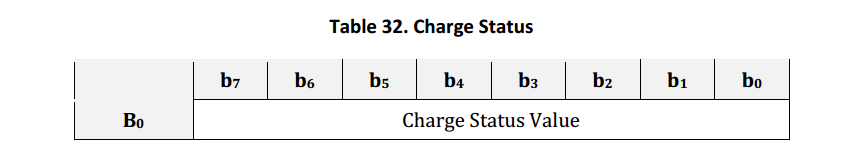 Table 32. Charge Status
b7 b6 b5 b4 b3 b2 b1 b0
B0 Charge Status Value